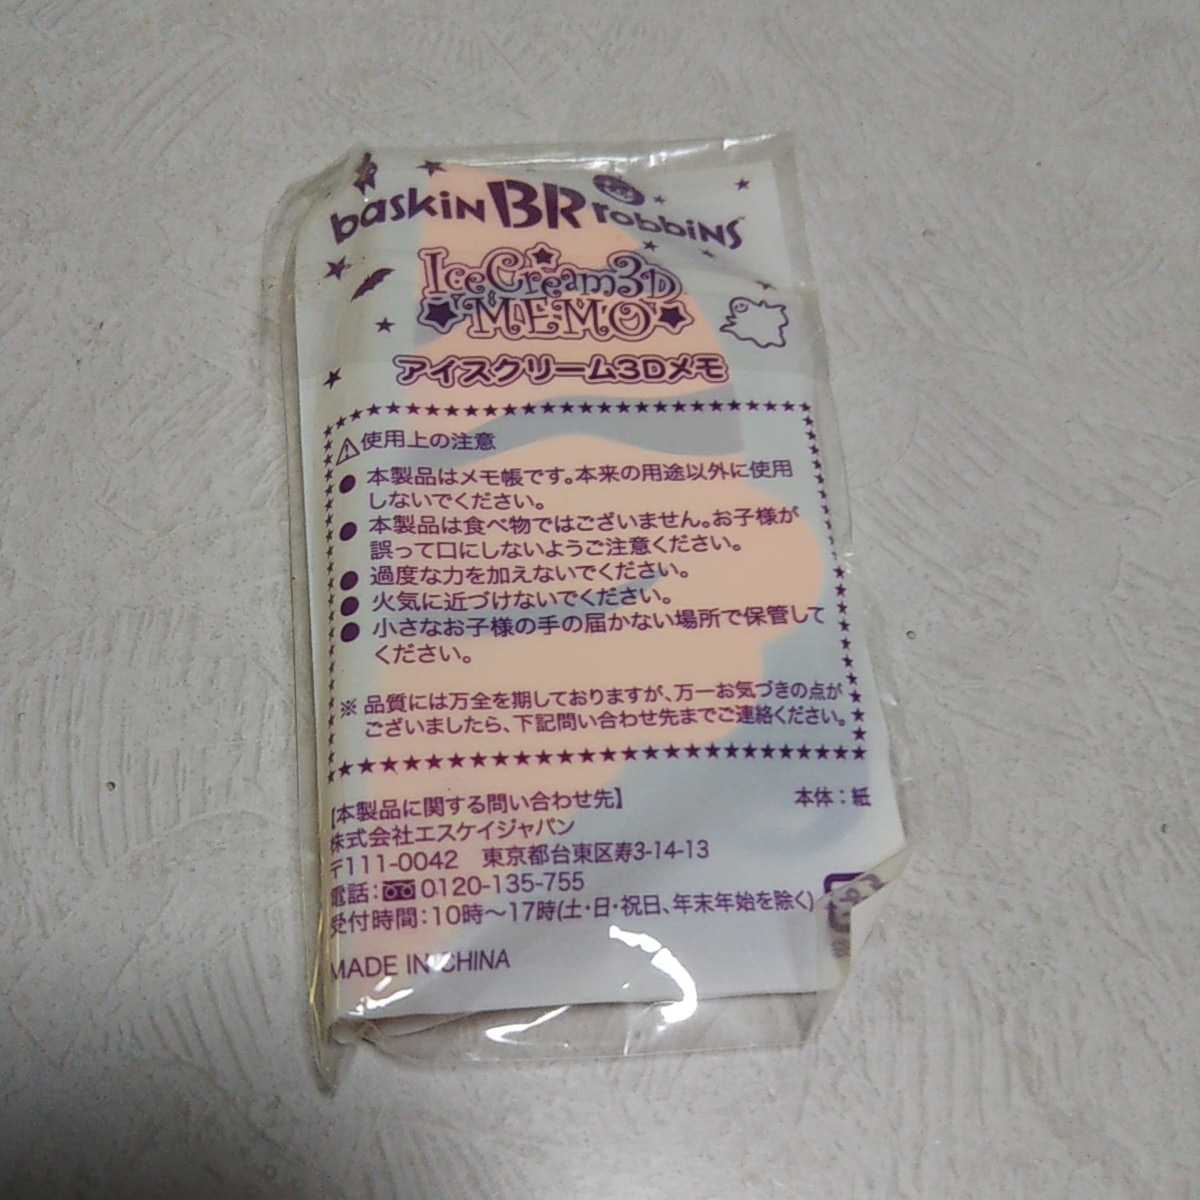 baskin BR robbins
Ice Cream 3D
MEMO
アイスクリーム3Dメモ
使用上の注意
● 本製品はメモ帳です。本来の用途以外に使用
しないでください。
● 本製品は食べ物ではございません。お子様が
誤って口にしないようご注意ください。
● 過度な力を加えないでください。
● 火気に近づけないでください。
● 小さなお子様の手の届かない場所で保管して
ください。
※ 品質には万全を期しておりますが、万一お気づきの点が
ございましたら、下記問い合わせ先までご連絡ください。
【本製品に関する問い合わせ先】 本体：紙
株式会社エスケイジャパン
〒111-0042 東京都台東区寿3-14-13
電話：0120-135-755
受付時間：10時〜17時(土・日・祝日、年末年始を除く)
MADE IN CHINA